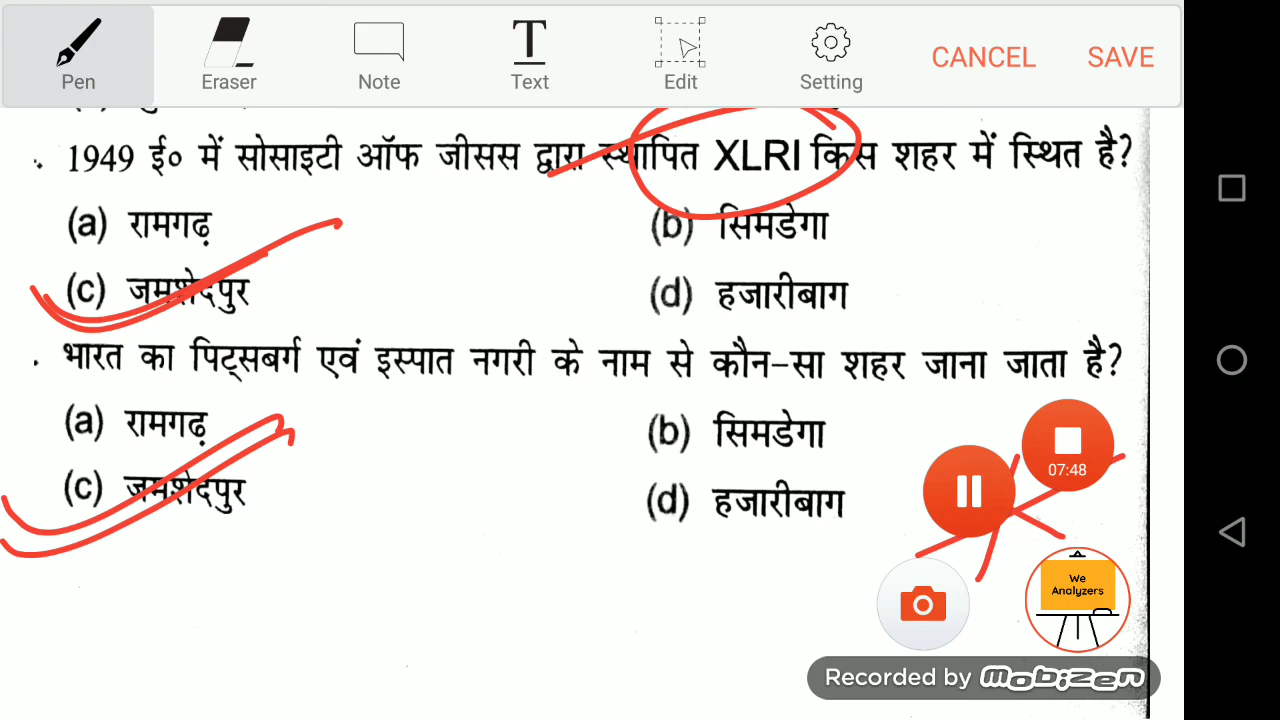 Pen Eraser Note Text Edit Setting CANCEL SAVE
1949 ई० में सोसाइटी ऑफ जीसस द्वारा स्थापित XLRI किस शहर में स्थित है?
(a) रामगढ़ (b) सिमडेगा
(c) जमशेदपुर (d) हजारीबाग
भारत का पिट्सबर्ग एवं इस्पात नगरी के नाम से कौन-सा शहर जाना जाता है?
(a) रामगढ़ (b) सिमडेगा
(c) जमशेदपुर (d) हजारीबाग
07:48
We
Analyzers
Recorded by mobizen